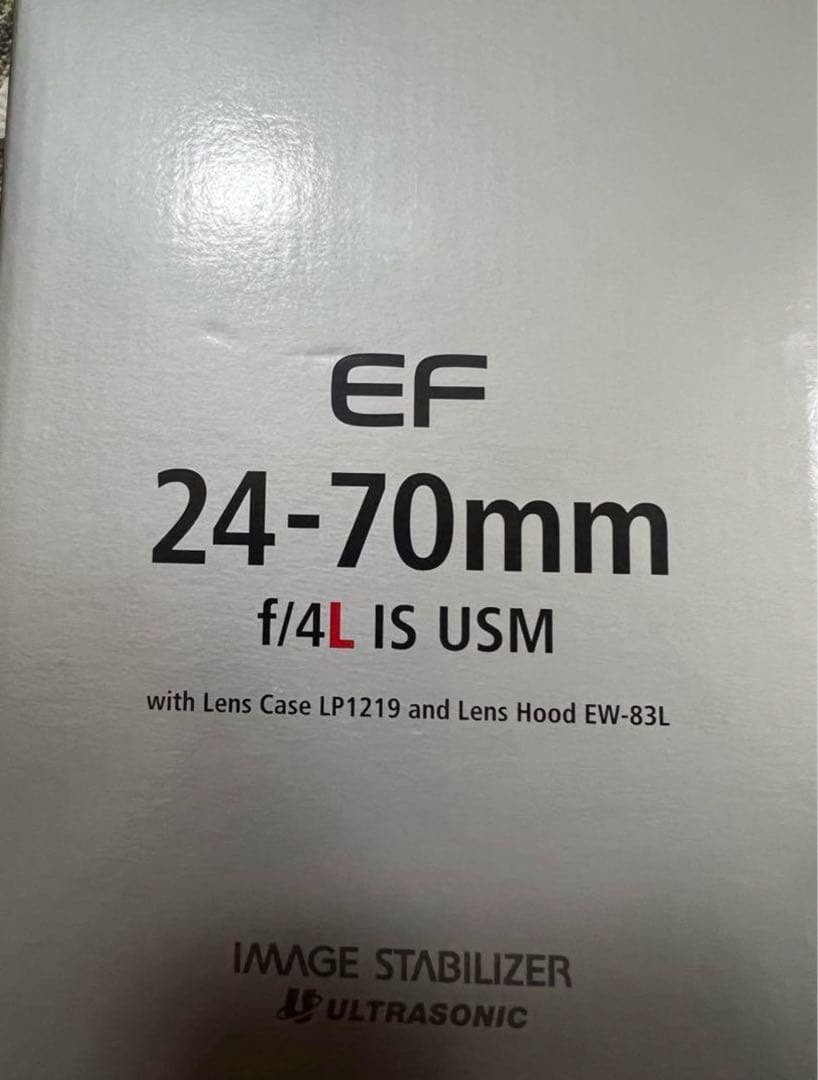 EF
24-70mm
f/4L IS USM
with Lens Case LP1219 and Lens Hood EW-83L
IMAGE STABILIZER
ULTRASONIC